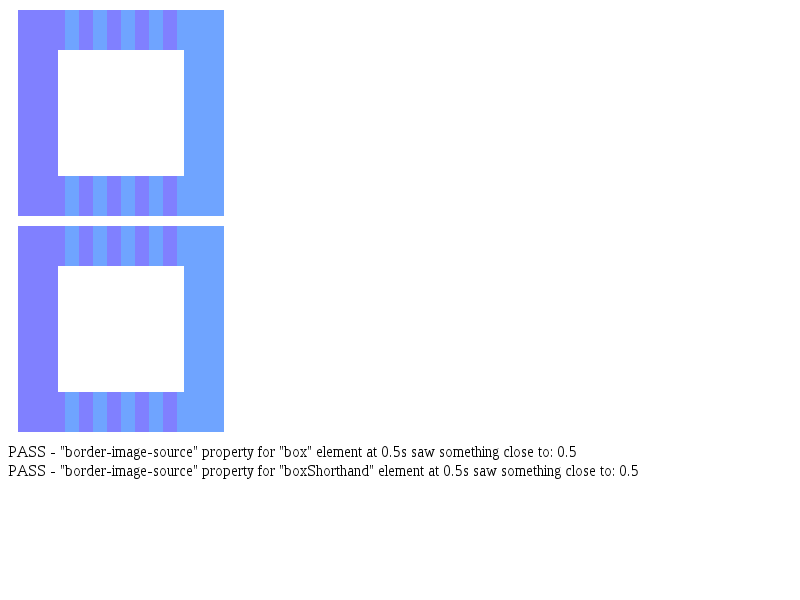 PASS - "border-image-source" property for "box" element at 0.5s saw something close to: 0.5
PASS - "border-image-source" property for "boxShorthand" element at 0.5s saw something close to: 0.5